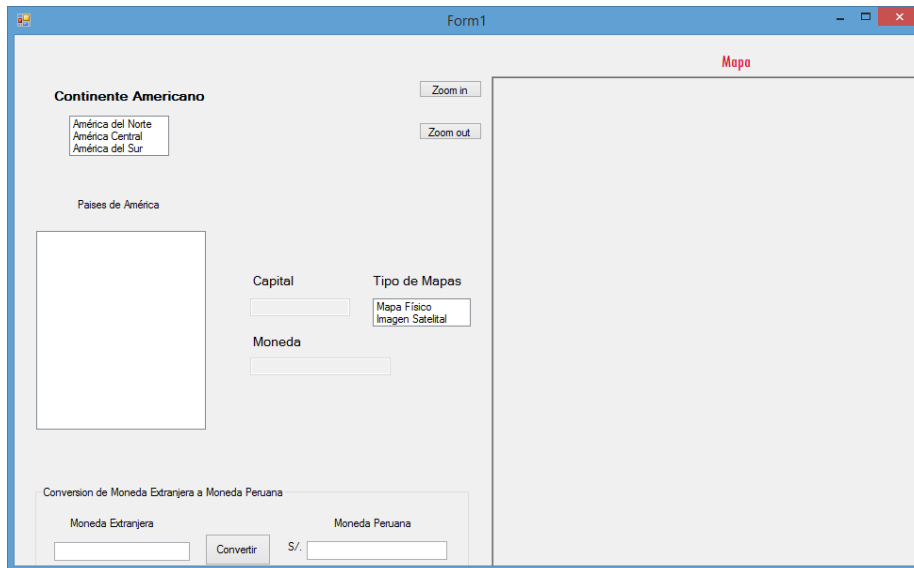 Form1
Mapa
Zoom in
Continente Americano
América del Norte
América Central
América del Sur
Zoom out
Paises de América
Capital
Tipo de Mapas
Mapa Físico
Imagen Satelital
Moneda
Conversion de Moneda Extranjera a Moneda Peruana
Moneda Extranjera
Moneda Peruana
Convertir
S/.